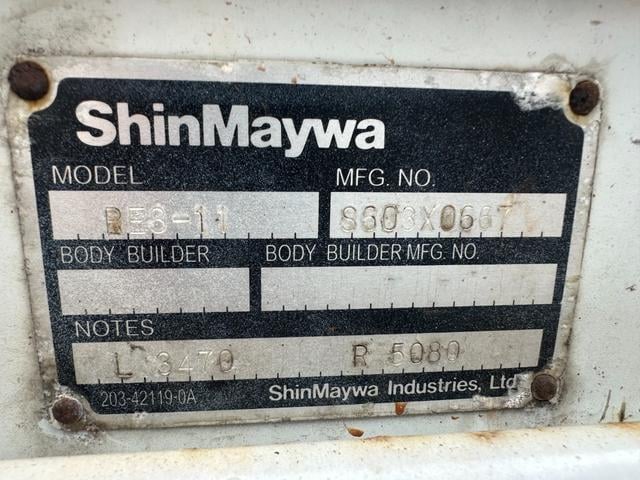 ShinMaywa
MODEL MFG. NO.
RE8-11 S603X0667
BODY BUILDER BODY BUILDER MFG. NO.
NOTES
L 3470 R 5080
203-42119-0A ShinMaywa Industries, Ltd.